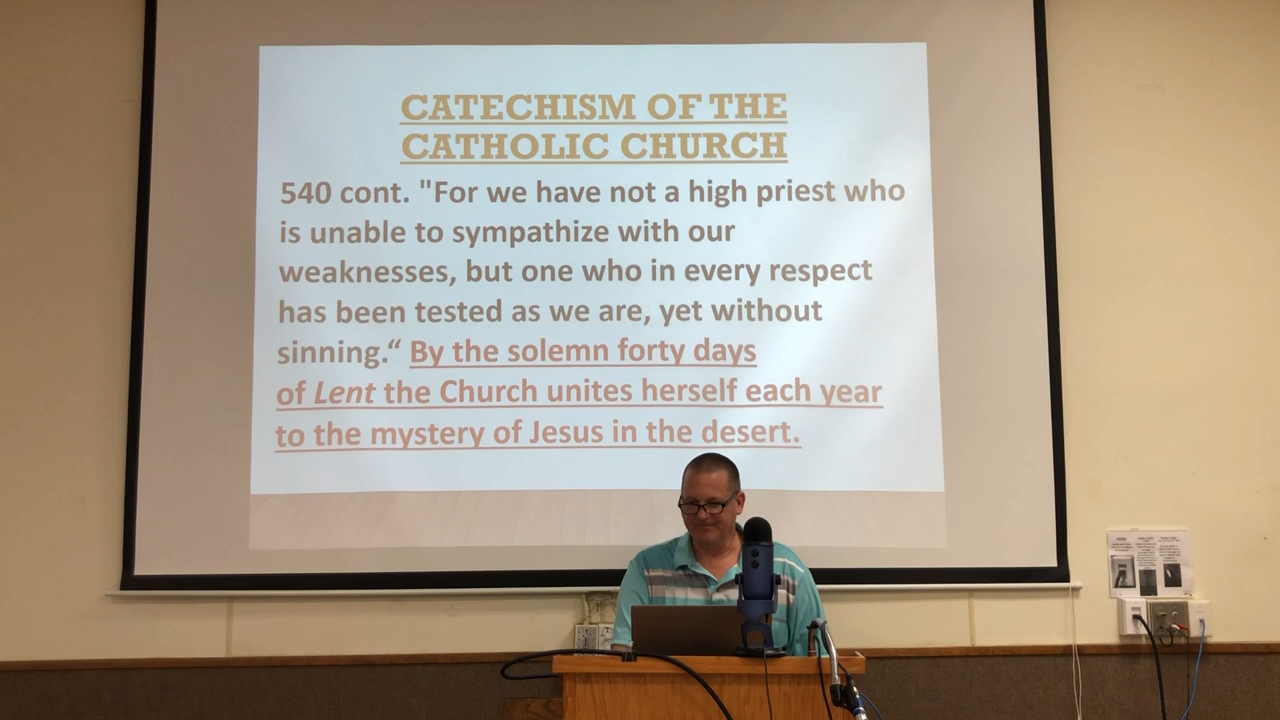 CATECHISM OF THE
CATHOLIC CHURCH
540 cont. "For we have not a high priest who
is unable to sympathize with our
weaknesses, but one who in every respect
has been tested as we are, yet without
sinning.“ By the solemn forty days
of Lent the Church unites herself each year
to the mystery of Jesus in the desert.